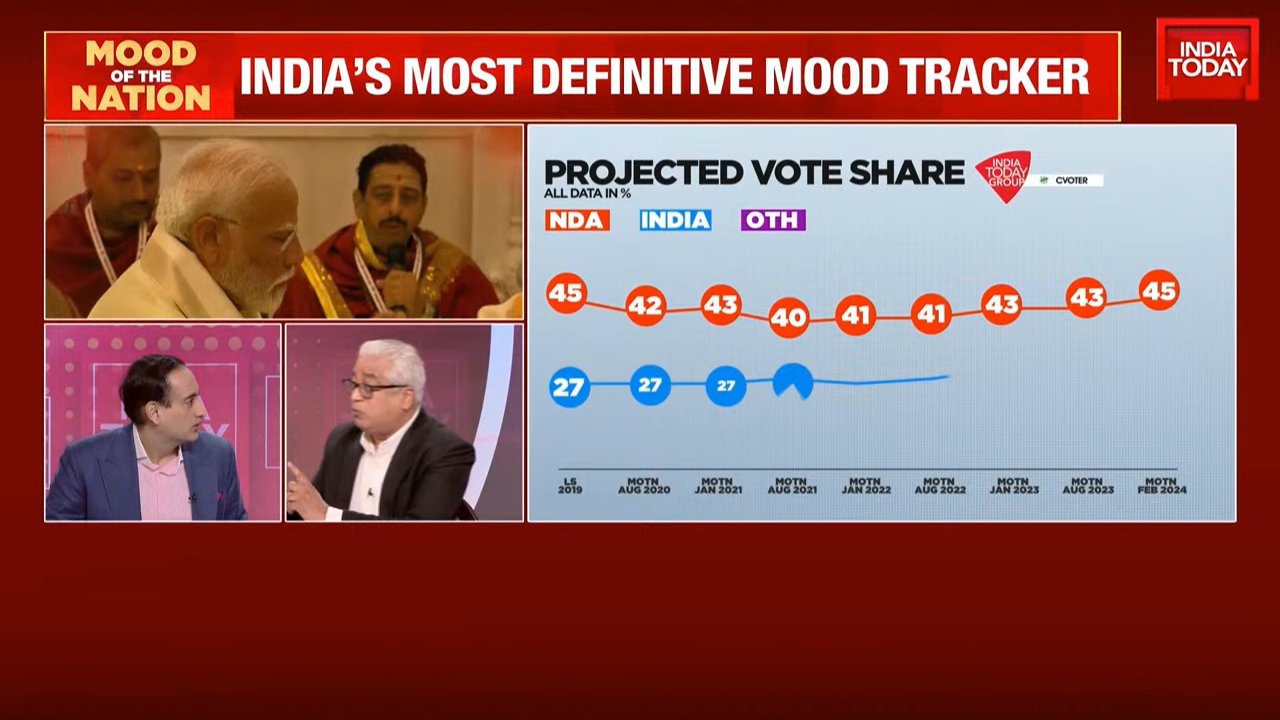 MOOD
OF THE
NATION
INDIA'S MOST DEFINITIVE MOOD TRACKER
INDIA
TODAY
PROJECTED VOTE SHARE
INDIA
TODAY
GROUP
CVOTER
ALL DATA IN %
NDA INDIA OTH
45 42 43 40 41 41 43 43 45
27 27 27
LS
2019
MOTN
AUG 2020
MOTN
JAN 2021
MOTN
AUG 2021
MOTN
JAN 2022
MOTN
AUG 2022
MOTN
JAN 2023
MOTN
AUG 2023
MOTN
FEB 2024